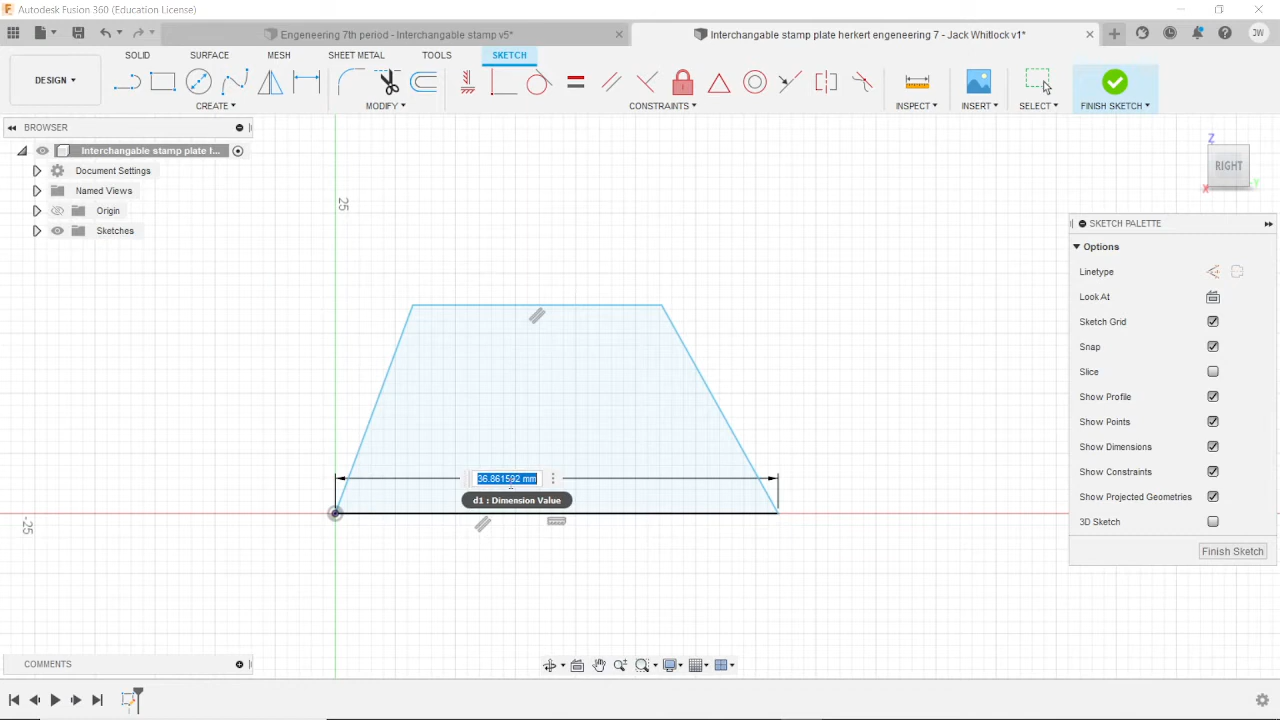 Autodesk Fusion 360 (Education License)
Engeneering 7th period - Interchangable stamp v5*
Interchangable stamp plate herkert engeneering 7 - Jack Whitlock v1*
JW
SOLID
SURFACE
MESH
SHEET METAL
SKETCH
TOOLS
DESIGN
CREATE
MODIFY
CONSTRAINTS
INSPECT
INSERT
SELECT
FINISH SKETCH
BROWSER
Interchangable stamp plate f...
Document Settings
Named Views
Origin
Sketches
Z
RIGHT
X
Y
25
25
36.861592 mm
d1 : Dimension Value
SKETCH PALETTE
Options
Linetype
Look At
Sketch Grid
Snap
Slice
Show Profile
Show Points
Show Dimensions
Show Constraints
Show Projected Geometries
3D Sketch
Finish Sketch
COMMENTS